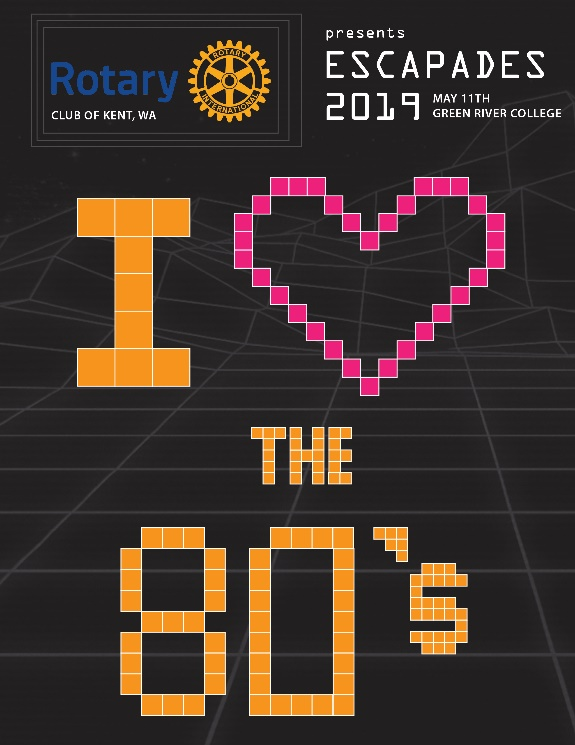 Rotary
ROTARY
INTERNATIONAL
CLUB OF KENT, WA
presents
ESCAPADES
2019
MAY 11TH
GREEN RIVER COLLEGE
I
THE
80's